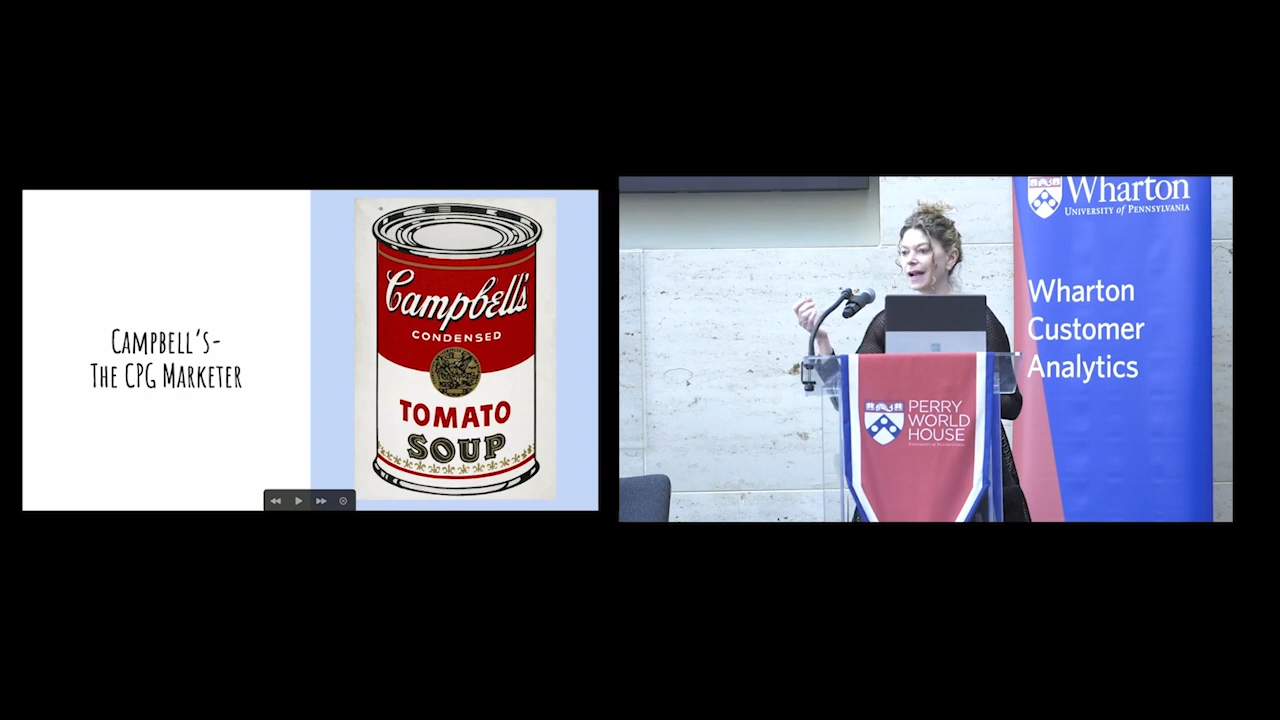 CAMPBELL'S-
THE CPG MARKETER
Campbell's
CONDENSED
TOMATO
SOUP
Wharton
UNIVERSITY of PENNSYLVANIA
Wharton
Customer
Analytics
PERRY
WORLD
HOUSE